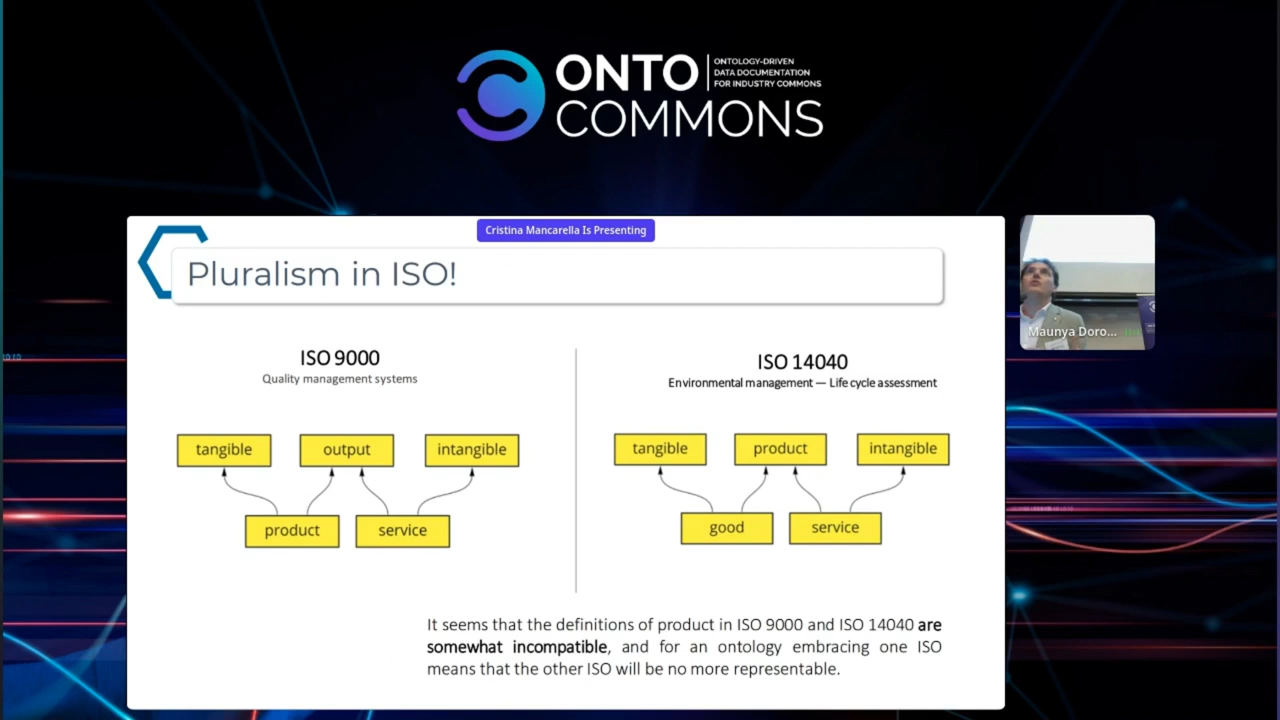 ONTO
COMMONS
ONTOLOGY-DRIVEN
DATA DOCUMENTATION
FOR INDUSTRY COMMONS
Cristina Mancarella Is Presenting
Pluralism in ISO!
ISO 9000
Quality management systems
tangible
output
intangible
product
service
ISO 14040
Environmental management — Life cycle assessment
tangible
product
intangible
good
service
It seems that the definitions of product in ISO 9000 and ISO 14040 are
somewhat incompatible, and for an ontology embracing one ISO
means that the other ISO will be no more representable.
Maunya Doro...